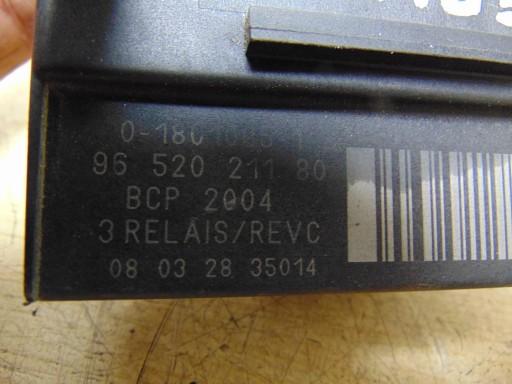 96 520 211 80
BCP 2004
3 RELAIS/REVC
08 03 28 35014